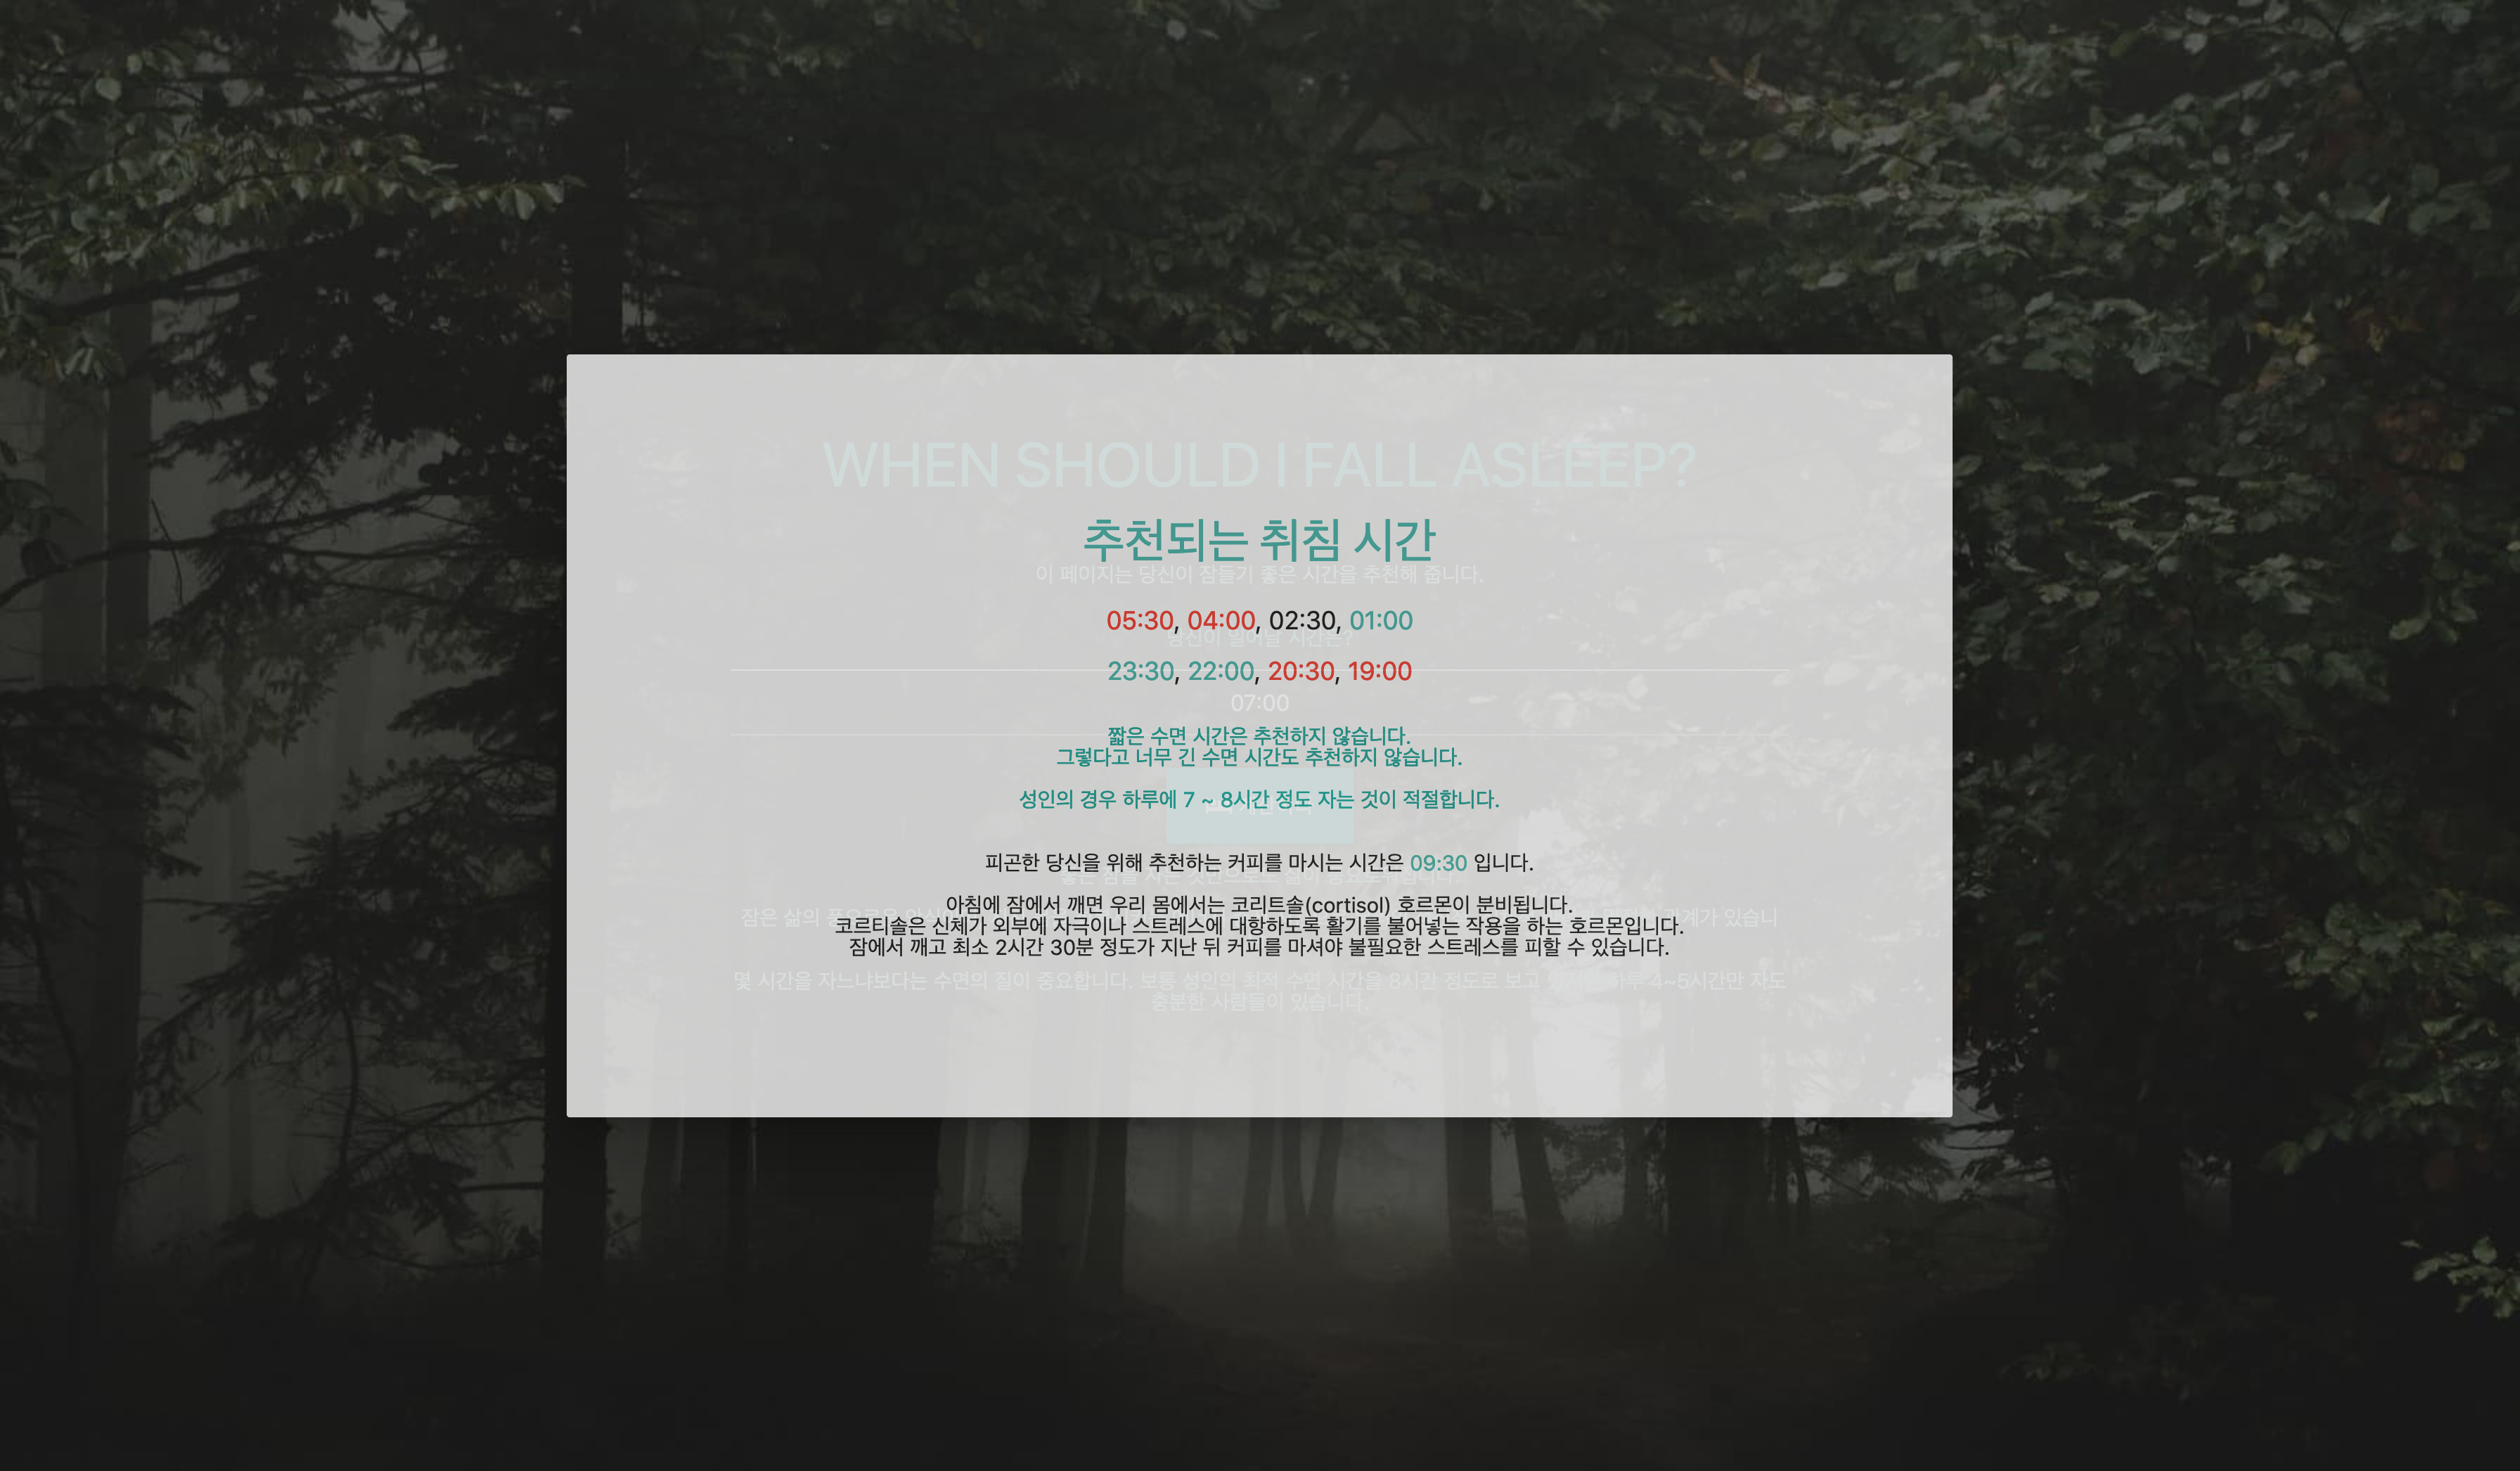 WHEN SHOULD I FALL ASLEEP?
추천되는 취침 시간
이 페이지는 당신이 잠들기 좋은 시간을 추천해 줍니다.
05:30, 04:00, 02:30, 01:00
당신이 일어날 시간은?
23:30, 22:00, 20:30, 19:00
07:00
짧은 수면 시간은 추천하지 않습니다.
그렇다고 너무 긴 수면 시간도 추천하지 않습니다.
성인의 경우 하루에 7 ~ 8시간 정도 자는 것이 적절합니다.
피곤한 당신을 위해 추천하는 커피를 마시는 시간은 09:30 입니다.
아침에 잠에서 깨면 우리 몸에서는 코리트솔(cortisol) 호르몬이 분비됩니다.
잠은 삶의 관계가 있습니
코르티솔은 신체가 외부에 자극이나 스트레스에 대항하도록 활기를 불어넣는 작용을 하는 호르몬입니다.
잠에서 깨고 최소 2시간 30분 정도가 지난 뒤 커피를 마셔야 불필요한 스트레스를 피할 수 있습니다.
몇 시간을 자느냐보다는 수면의 질이 중요합니다. 보통 성인의 최적 수면 시간을 8시간 정도로 보고 하루 4~5시간만 자도
충분한 사람들이 있습니다.